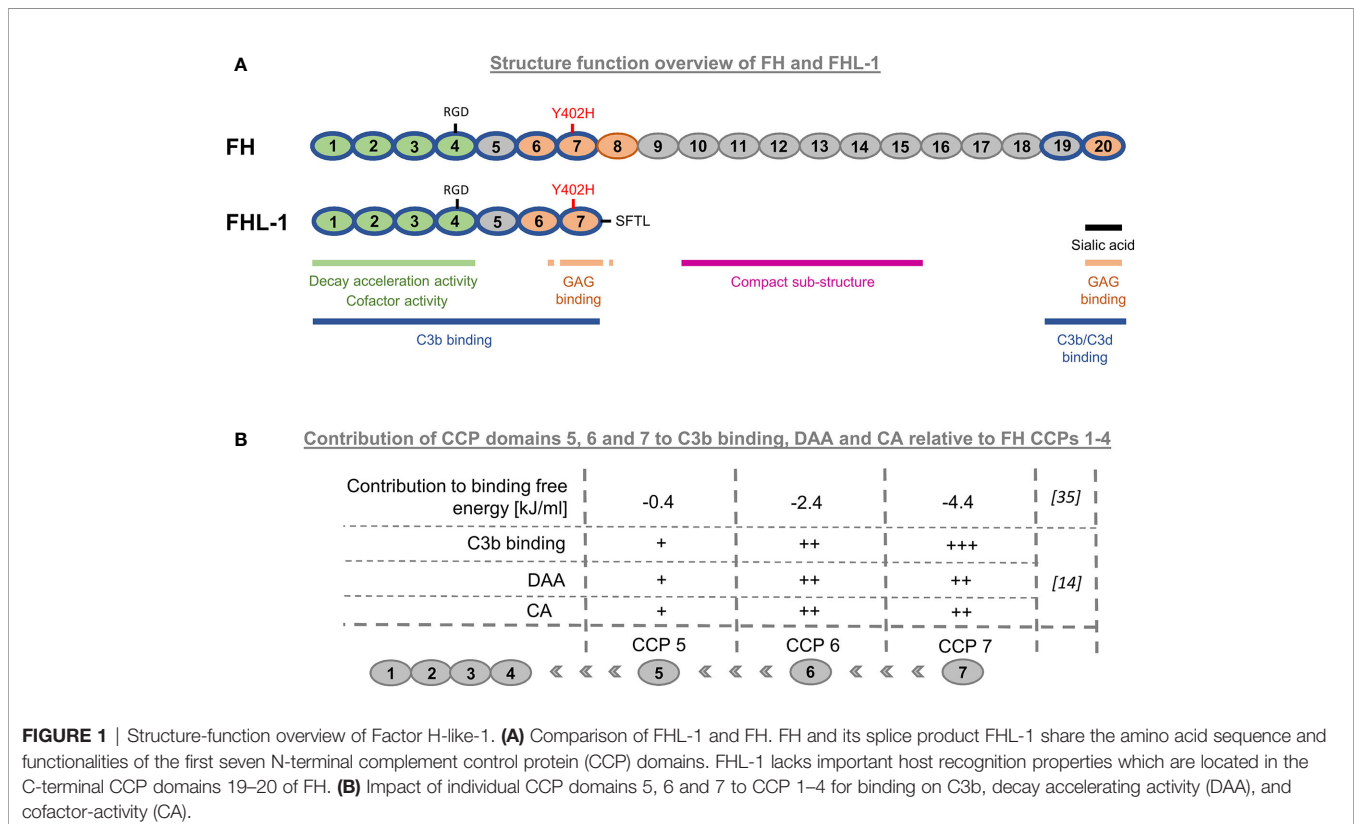 A
Structure function overview of FH and FHL-1
RGD
Y402H
FH
1 2 3 4 5 6 7 8 9 10 11 12 13 14 15 16 17 18 19 20
RGD
Y402H
FHL-1
1 2 3 4 5 6 7
SFTL
Sialic acid
Decay acceleration activity
Cofactor activity
GAG
binding
Compact sub-structure
GAG
binding
C3b binding
C3b/C3d
binding
B
Contribution of CCP domains 5, 6 and 7 to C3b binding, DAA and CA relative to FH CCPs 1-4
Contribution to binding free
energy [kJ/ml]
-0.4 -2.4 -4.4 [35]
C3b binding + ++ +++
DAA + ++ ++ [14]
CA + ++ ++
CCP 5 CCP 6 CCP 7
1 2 3 4 5 6 7
FIGURE 1 | Structure-function overview of Factor H-like-1. (A) Comparison of FHL-1 and FH. FH and its splice product FHL-1 share the amino acid sequence and
functionalities of the first seven N-terminal complement control protein (CCP) domains. FHL-1 lacks important host recognition properties which are located in the
C-terminal CCP domains 19–20 of FH. (B) Impact of individual CCP domains 5, 6 and 7 to CCP 1–4 for binding on C3b, decay accelerating activity (DAA), and
cofactor-activity (CA).